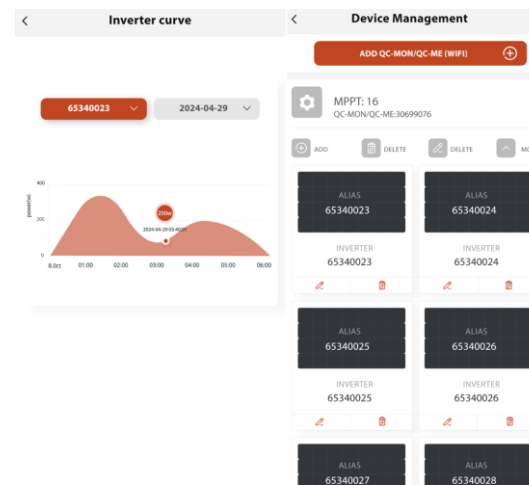 Inverter curve
65340023
2024-04-29
400
power(w)
200
250w
2024-04-29 03:40:01
0
8.0ct
01:00
02:00
03:00
04:00
05:00
06:00
Device Management
ADD QC-MON/QC-ME (WIFI)
MPPT: 16
QC-MON/QC-ME:30699076
ADD
DELETE
DELETE
MO
ALIAS
65340023
INVERTER
65340023
ALIAS
65340024
INVERTER
65340024
ALIAS
65340025
INVERTER
65340025
ALIAS
65340026
INVERTER
65340026
ALIAS
65340027
ALIAS
65340028